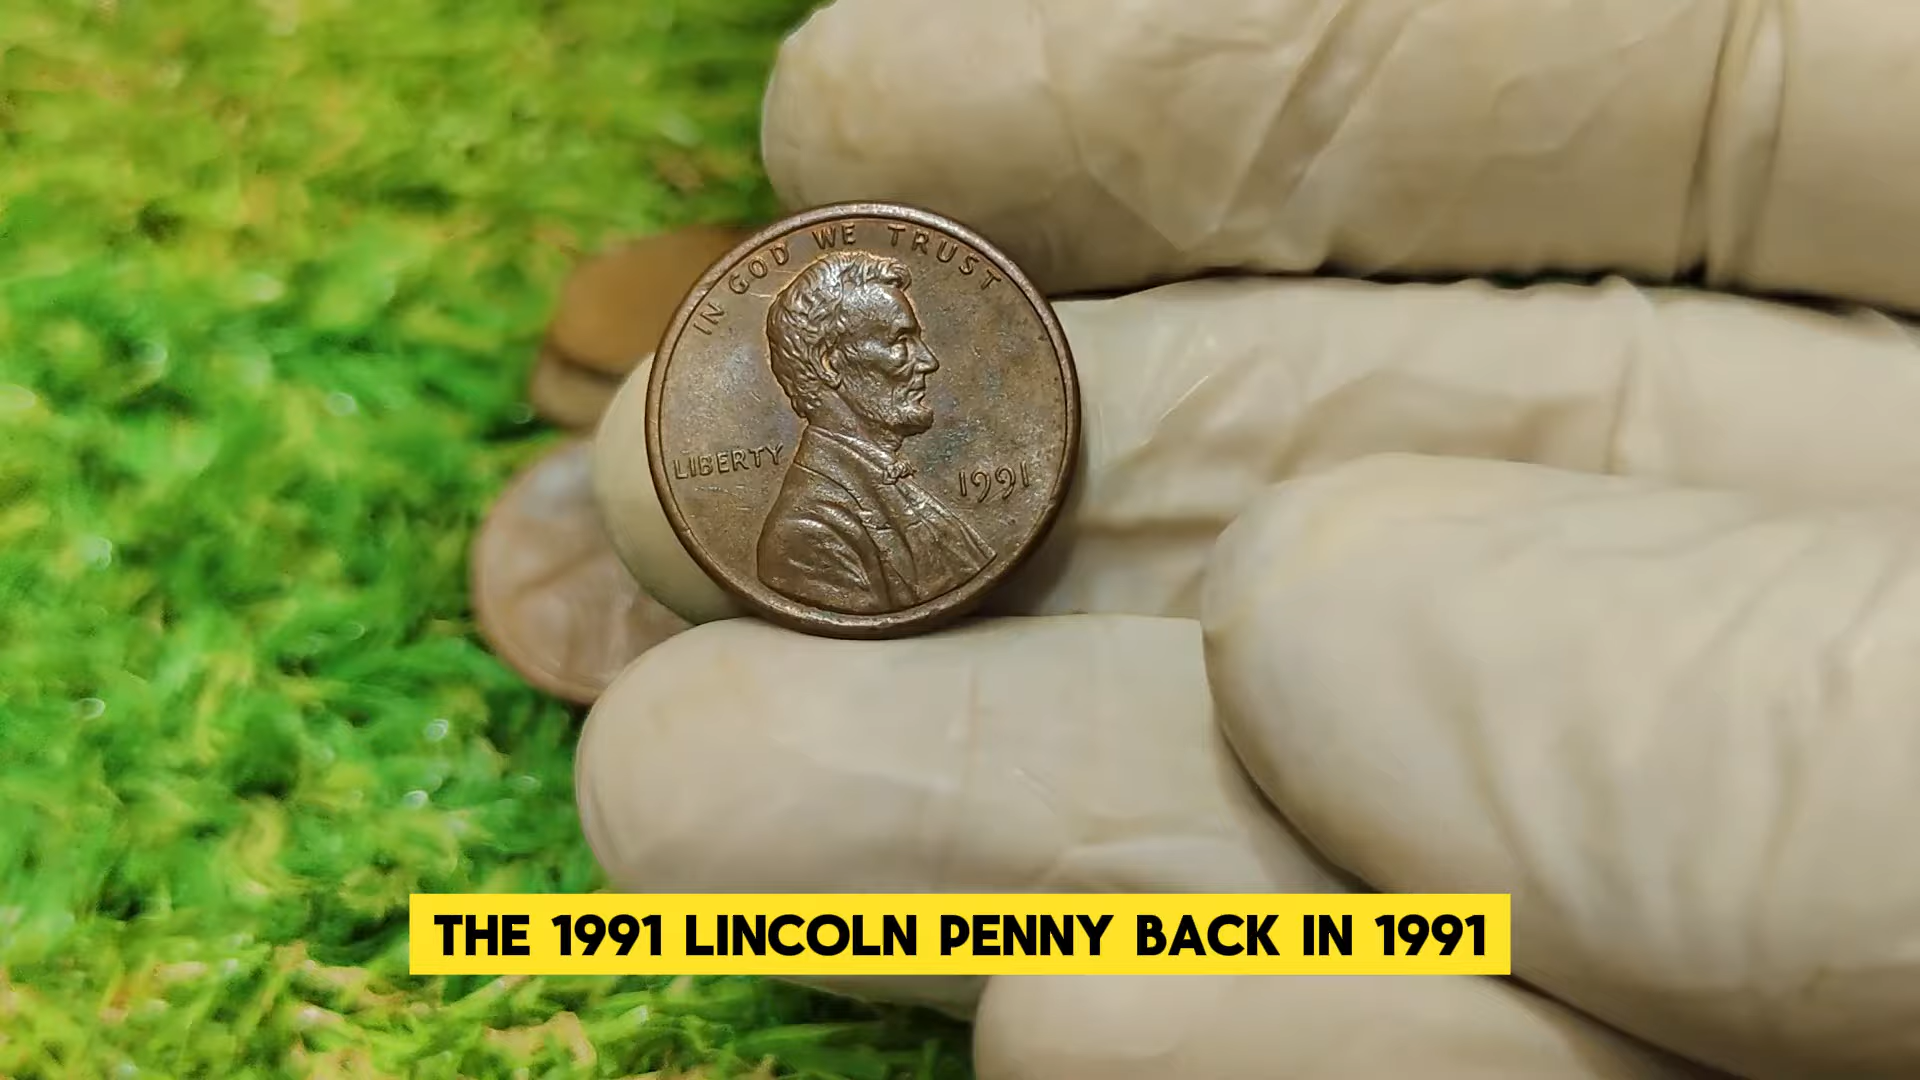 IN GOD WE TRUST
LIBERTY
1991
THE 1991 LINCOLN PENNY BACK IN 1991